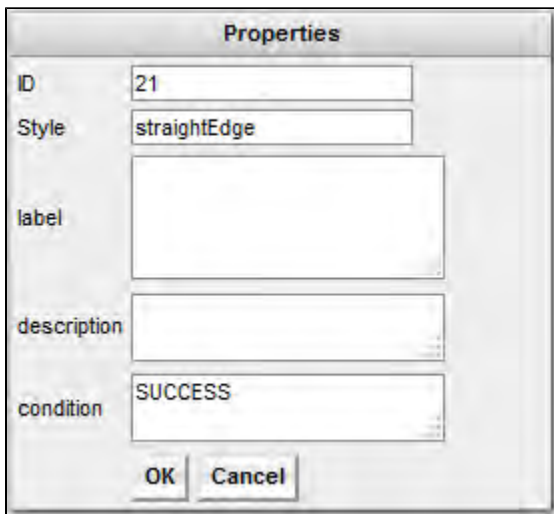 Properties
ID 21
Style straightEdge
label
description
condition SUCCESS
OK Cancel